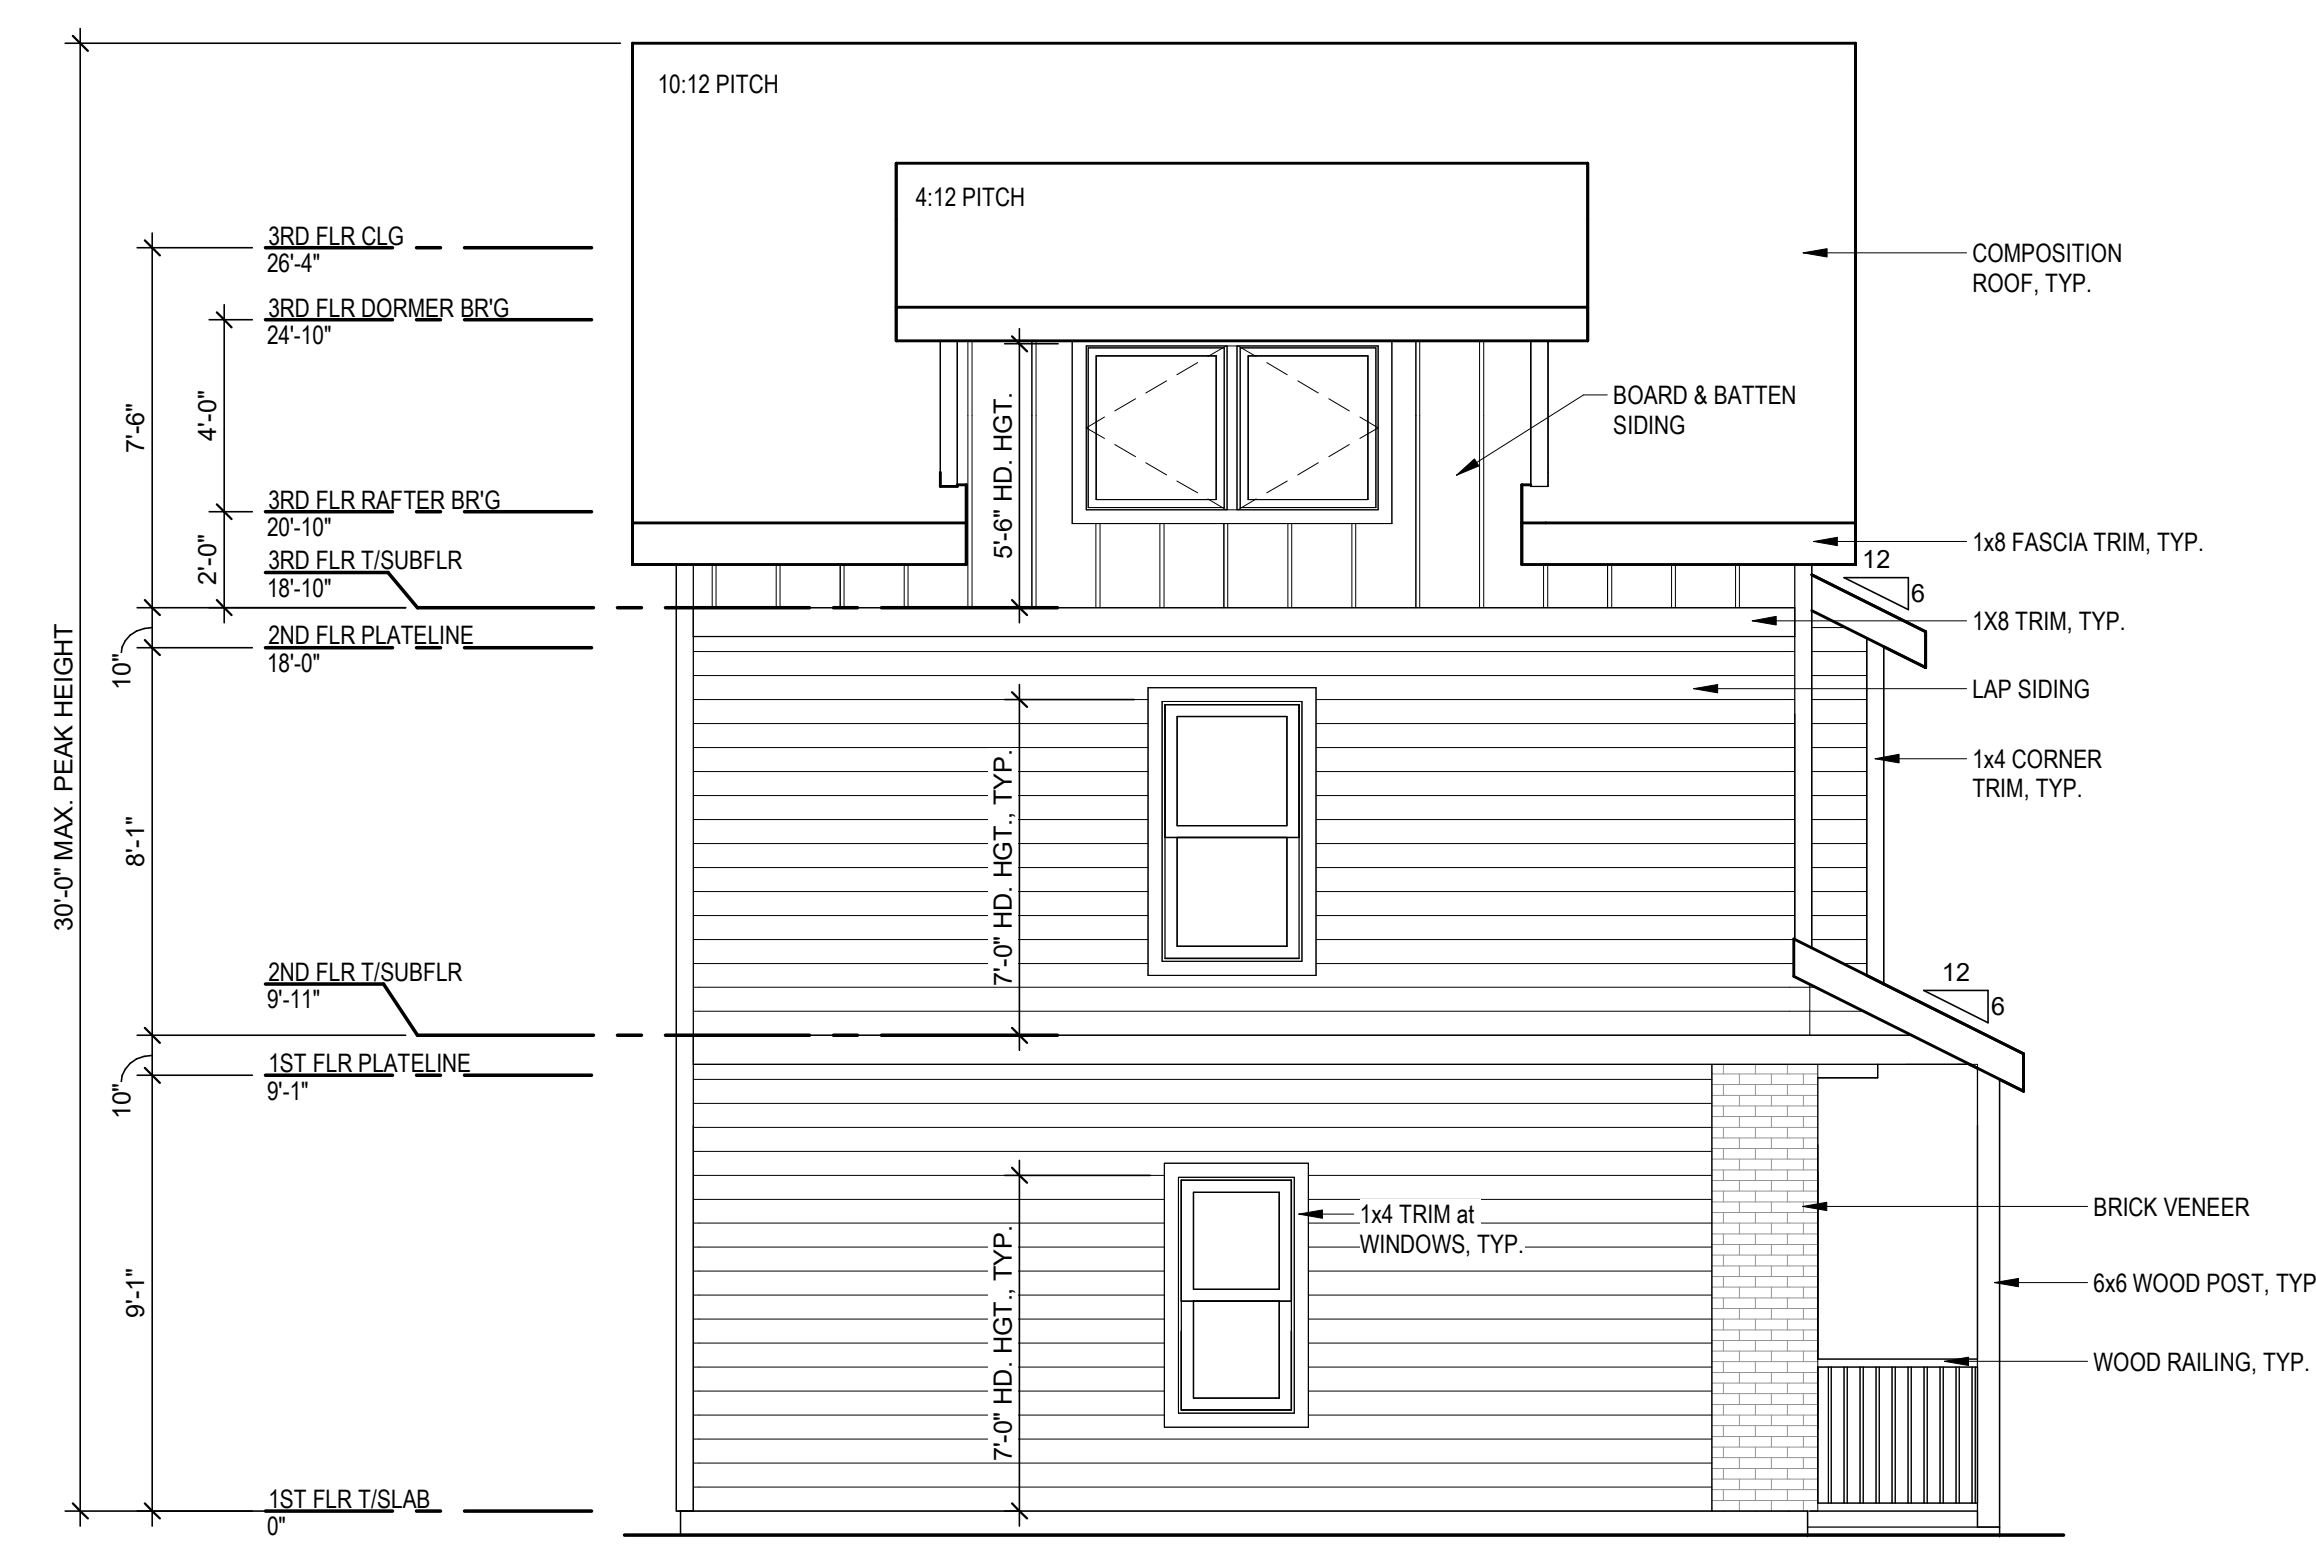 10:12 PITCH
4:12 PITCH
3RD FLR CLG
26'-4"
3RD FLR DORMER BR'G
24'-10"
3RD FLR RAFTER BR'G
20'-10"
3RD FLR T/SUBFLR
18'-10"
2ND FLR PLATELINE
18'-0"
2ND FLR T/SUBFLR
9'-11"
1ST FLR PLATELINE
9'-1"
1ST FLR T/SLAB
0"
30'-0" MAX. PEAK HEIGHT
7'-6"
10"
8'-1"
10"
9'-1"
4'-0"
2'-0"
5'-6" HD. HGT.
7'-0" HD. HGT., TYP.
7'-0" HD. HGT., TYP.
BOARD & BATTEN
SIDING
1x4 TRIM at
WINDOWS, TYP.
COMPOSITION
ROOF, TYP.
1x8 FASCIA TRIM, TYP.
12
6
1X8 TRIM, TYP.
LAP SIDING
1x4 CORNER
TRIM, TYP.
12
6
BRICK VENEER
6x6 WOOD POST, TYP
WOOD RAILING, TYP.